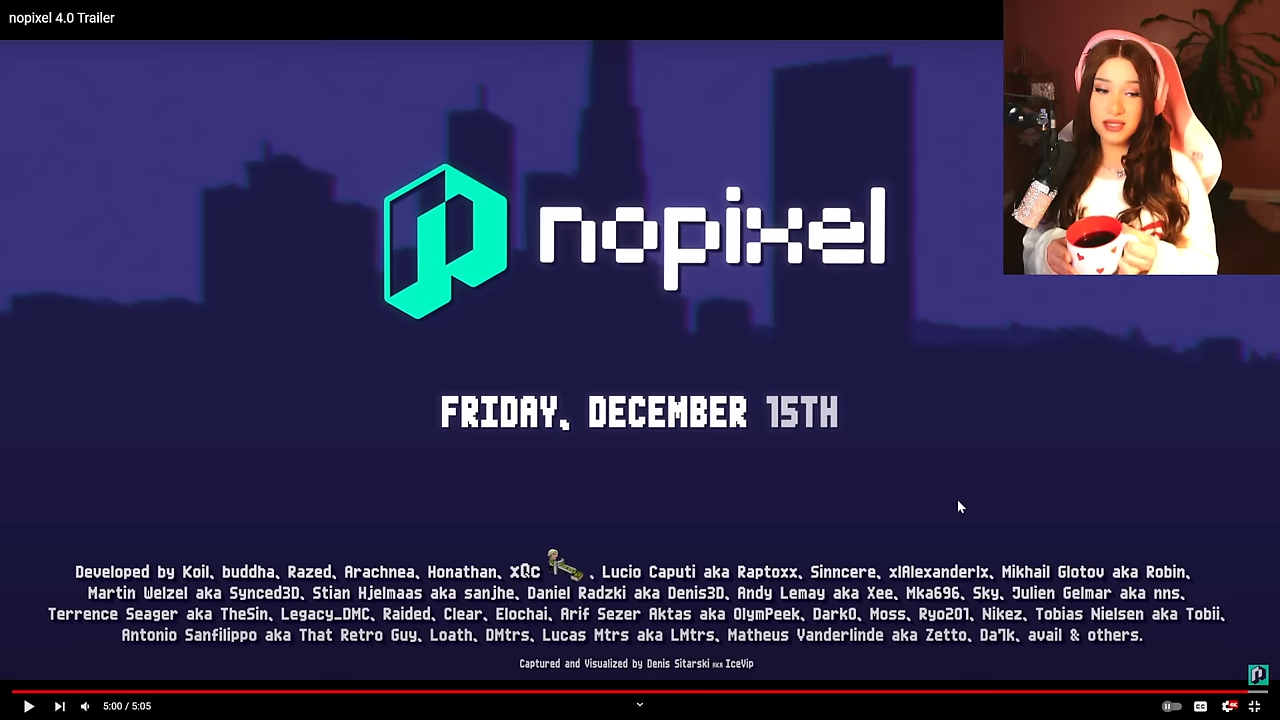 nopixel 4.0 Trailer
nopixel
FRIDAY, DECEMBER 15TH
Developed by Koil, buddha, Razed, Arachnea, Honathan, xQc , Lucio Caputi aka Raptoxx, Sinncere, xlAlexanderlx, Mikhail Glotov aka Robin,
Martin Welzel aka Synced3D, Stian Hjelmaas aka sanjhe, Daniel Radzki aka Denis3D, Andy Lemay aka Xee, Mka696, Sky, Julien Gelmar aka nns,
Terrence Seager aka TheSin, Legacy_DMC, Raided, Clear, Elochai, Arif Sezer Aktas aka OlymPeek, DarkO, Moss, Ryo201, Nikez, Tobias Nielsen aka Tobii,
Antonio Sanfilippo aka That Retro Guy, Loath, DMtrs, Lucas Mtrs aka LMtrs, Matheus Vanderlinde aka Zetto, Da7k, avail & others.
Captured and Visualized by Denis Sitarski AKA IceVip
5:00 / 5:05
CC
4K